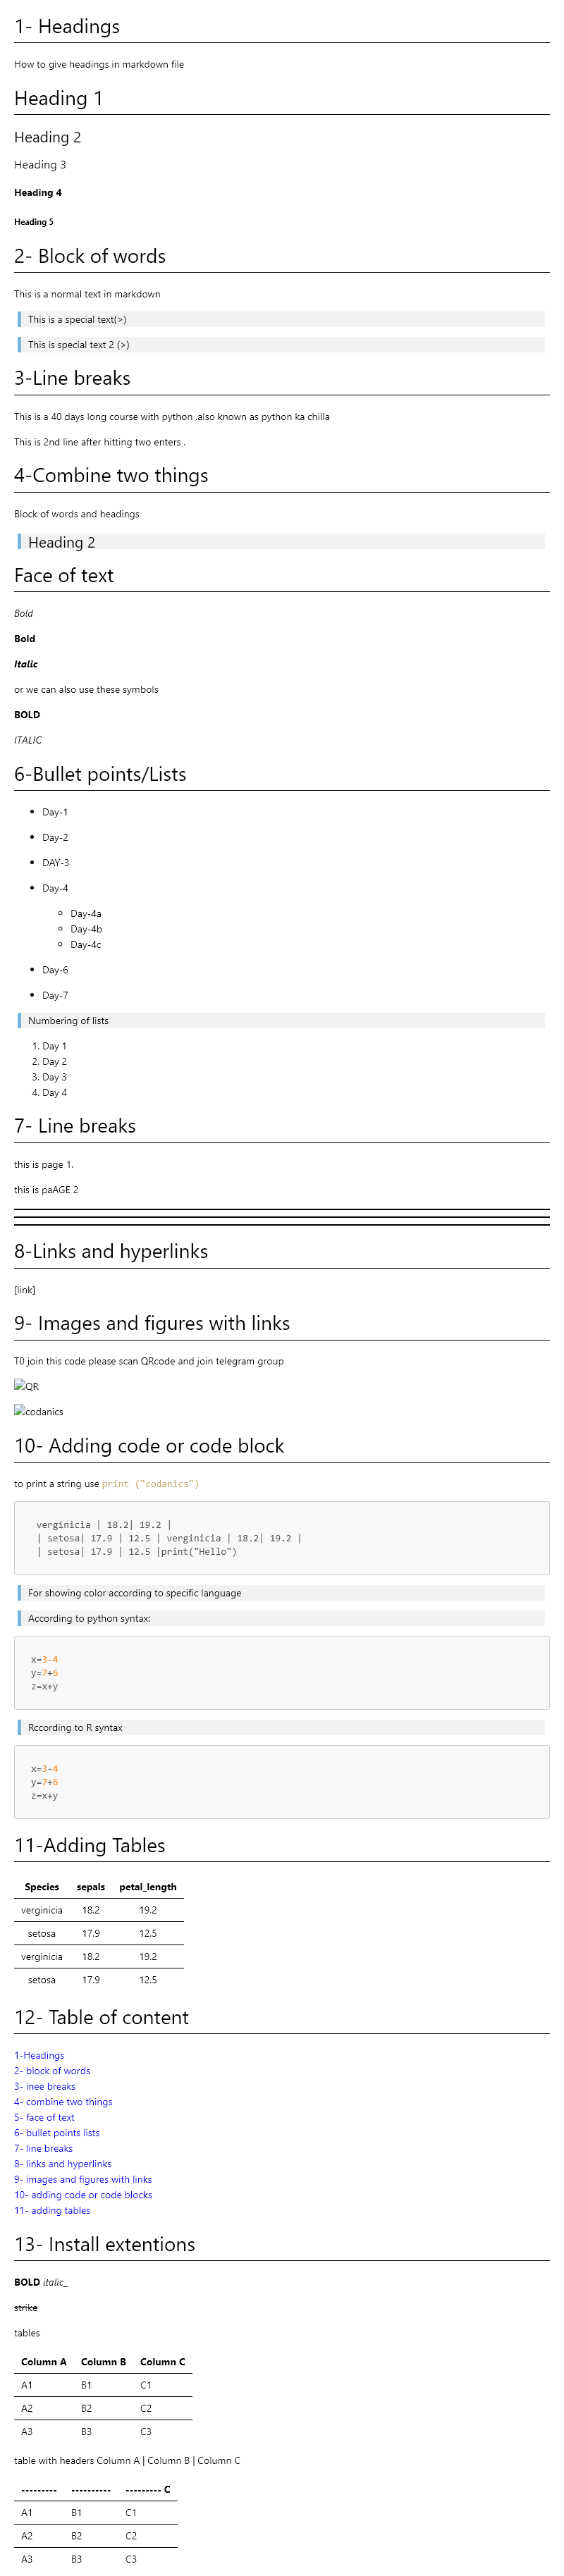 1- Headings
How to give headings in markdown file
Heading 1
Heading 2
Heading 3
Heading 4
Heading 5
2- Block of words
This is a normal text in markdown
This is a special text(>)
This is special text 2 (>)
3-Line breaks
This is a 40 days long course with python ,also known as python ka chilla
This is 2nd line after hitting two enters .
4-Combine two things
Block of words and headings
Heading 2
Face of text
Bold
Bold
Italic
or we can also use these symbols
BOLD
ITALIC
6-Bullet points/Lists
• Day-1
• Day-2
• DAY-3
• Day-4
○ Day-4a
○ Day-4b
○ Day-4c
• Day-6
• Day-7
Numbering of lists
1. Day 1
2. Day 2
3. Day 3
4. Day 4
7- Line breaks
this is page 1.
this is paAGE 2
8-Links and hyperlinks
[link]
9- Images and figures with links
T0 join this code please scan QRcode and join telegram group
QR
codanics
10- Adding code or code block
to print a string use print ("codanics")
verginicia | 18.2| 19.2 |
| setosa| 17.9 | 12.5 | verginicia | 18.2| 19.2 |
| setosa| 17.9 | 12.5 |print("Hello")
For showing color according to specific language
According to python syntax:
x=3-4
y=7+6
z=x+y
Rccording to R syntax
x=3-4
y=7+6
z=x+y
11-Adding Tables
Species sepals petal_length
verginicia 18.2 19.2
setosa 17.9 12.5
verginicia 18.2 19.2
setosa 17.9 12.5
12- Table of content
1-Headings
2- block of words
3- inee breaks
4- combine two things
5- face of text
6- bullet points lists
7- line breaks
8- links and hyperlinks
9- images and figures with links
10- adding code or code blocks
11- adding tables
13- Install extentions
BOLD italic_
strike
tables
Column A Column B Column C
A1 B1 C1
A2 B2 C2
A3 B3 C3
table with headers Column A | Column B | Column C
--------- ---------- --------- C
A1 B1 C1
A2 B2 C2
A3 B3 C3